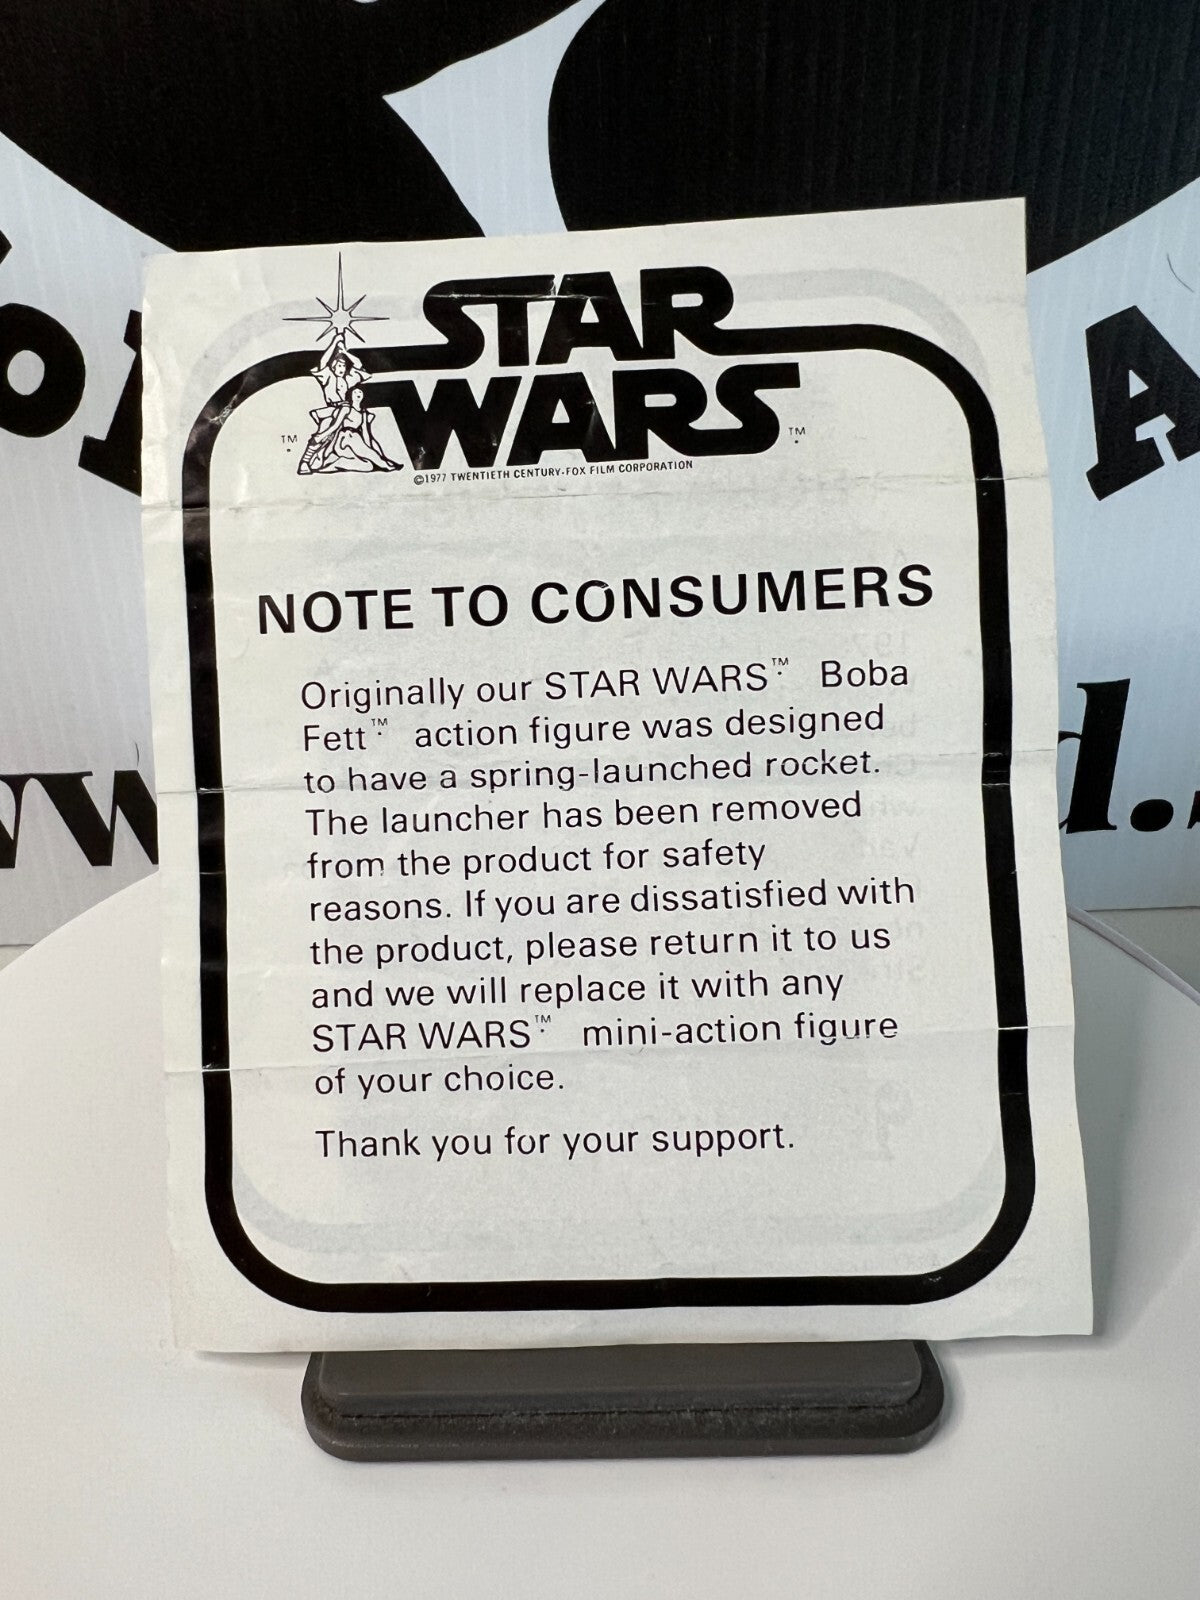 STAR
WARS
TM
TM
©1977 TWENTIETH CENTURY-FOX FILM CORPORATION
NOTE TO CONSUMERS
Originally our STAR WARS™ Boba
Fett™ action figure was designed
to have a spring-launched rocket.
The launcher has been removed
from the product for safety
reasons. If you are dissatisfied with
the product, please return it to us
and we will replace it with any
STAR WARS™ mini-action figure
of your choice.
Thank you for your support.